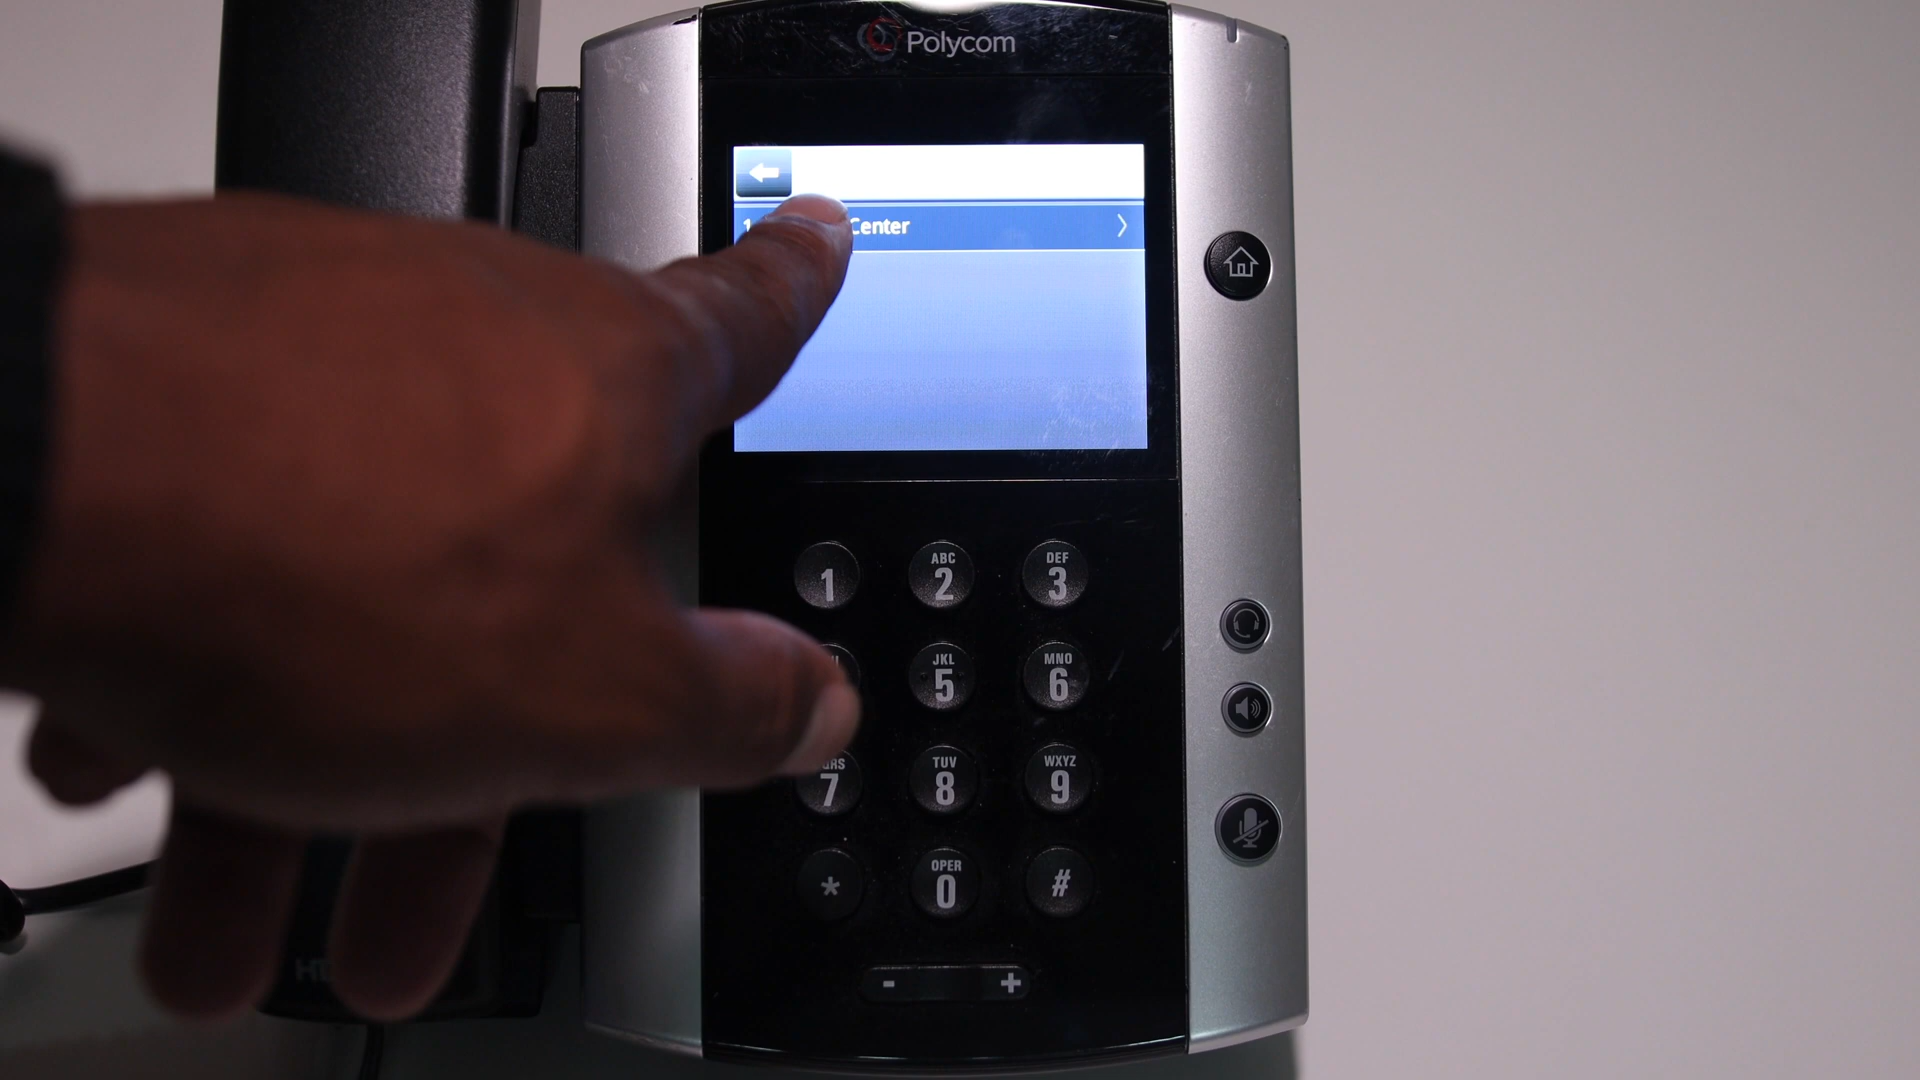 Polycom
Center
1
ABC
2
DEF
3
JKL
5
MNO
6
7
TUV
8
WXYZ
9
*
OPER
0
#
- +